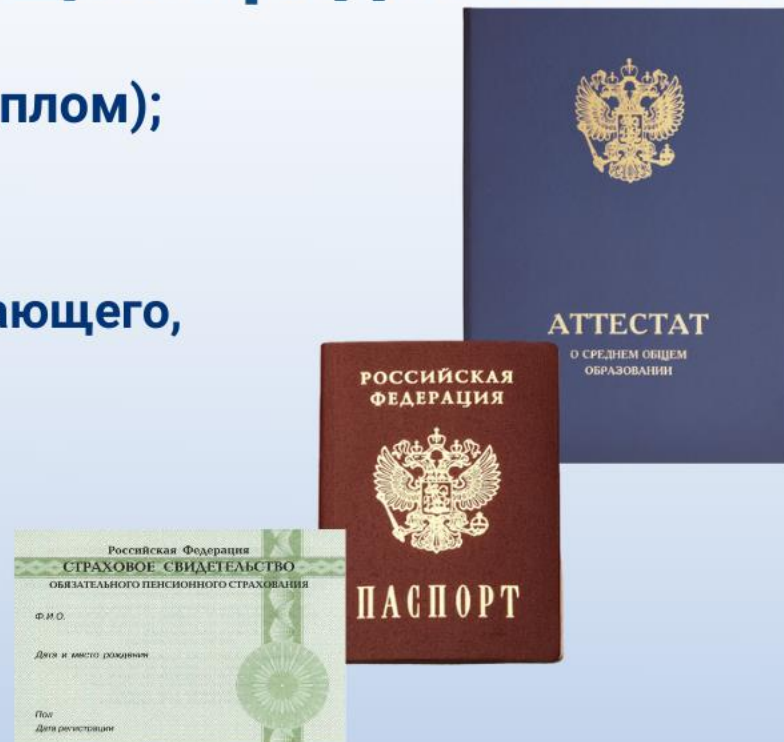 плом);
ающего,
АТТЕСТАТ
О СРЕДНЕМ ОБЩЕМ
ОБРАЗОВАНИИ
РОССИЙСКАЯ
ФЕДЕРАЦИЯ
ПАСПОРТ
Российская Федерация
СТРАХОВОЕ СВИДЕТЕЛЬСТВО
ОБЯЗАТЕЛЬНОГО ПЕНСИОННОГО СТРАХОВАНИЯ
Ф.И.О.
Дата и место рождения
Пол
Дата регистрации